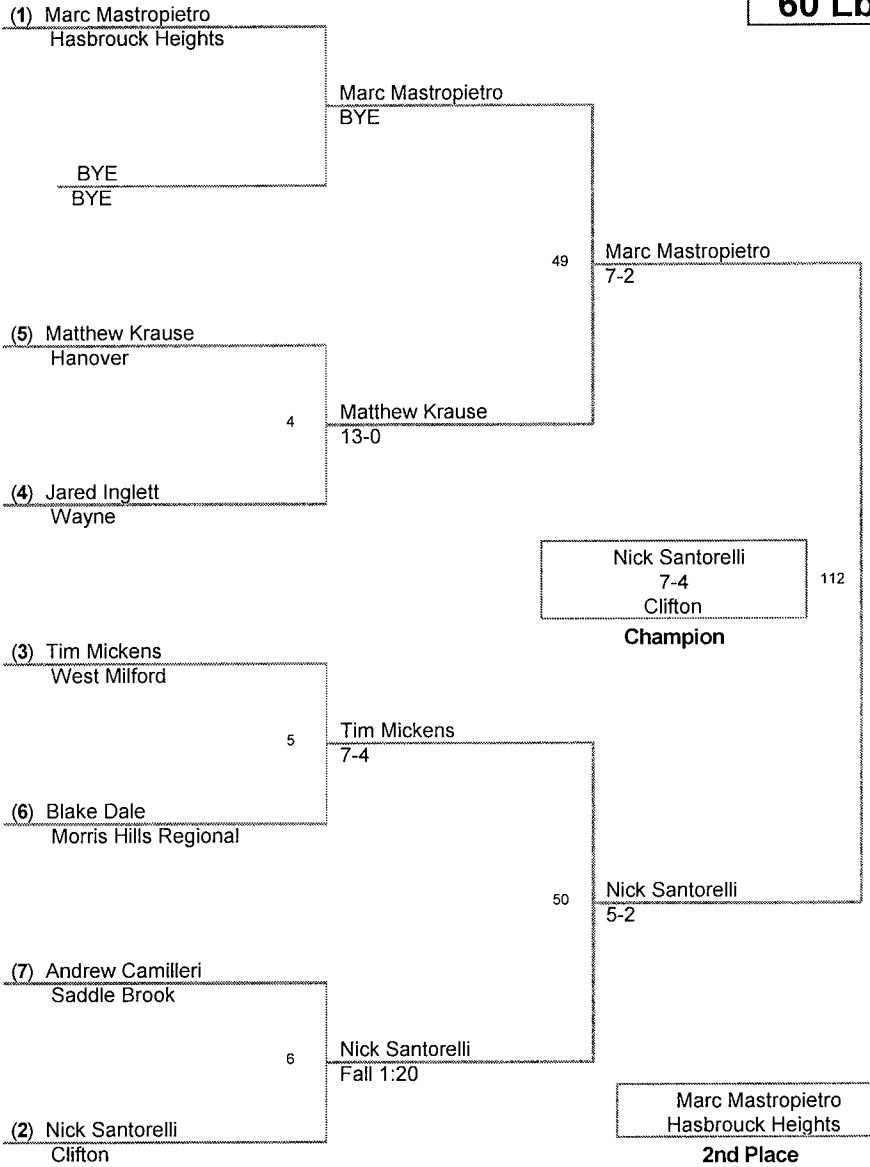 60 Lb
(1) Marc Mastropietro
Hasbrouck Heights
Marc Mastropietro
BYE
BYE
BYE
49
Marc Mastropietro
7-2
(5) Matthew Krause
Hanover
4
Matthew Krause
13-0
(4) Jared Inglett
Wayne
Nick Santorelli
7-4
Clifton
112
Champion
(3) Tim Mickens
West Milford
5
Tim Mickens
7-4
(6) Blake Dale
Morris Hills Regional
50
Nick Santorelli
5-2
(7) Andrew Camilleri
Saddle Brook
6
Nick Santorelli
Fall 1:20
(2) Nick Santorelli
Clifton
Marc Mastropietro
Hasbrouck Heights
2nd Place